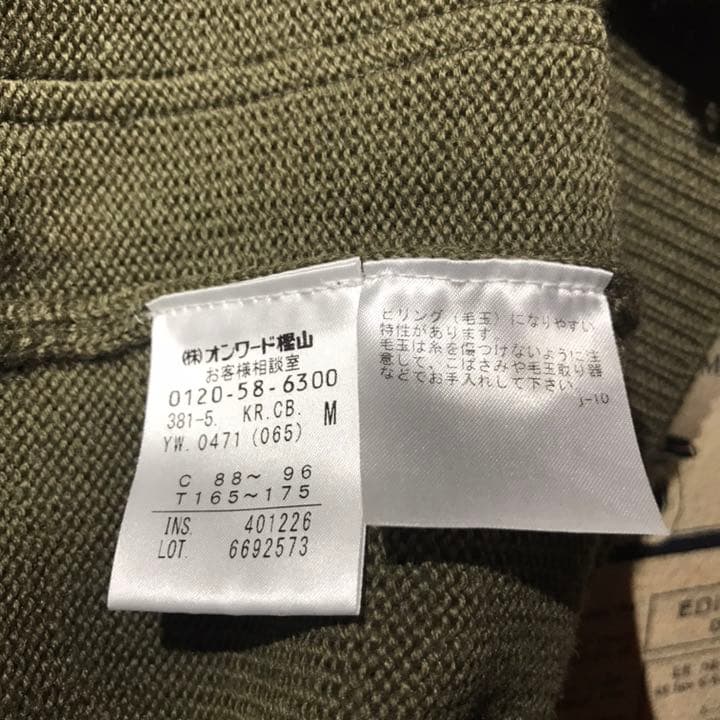 (株)オンワード樫山
お客様相談室
0120-58-6300
381-5. KR.CB. M
YW. 0471 (065)
C 88～ 96
T 165～175
INS. 401226
LOT. 6692573
ピリング(毛玉)になりやすい
特性があります
毛玉は糸を傷つけないように注
意して、こばさみや毛玉取り器
などでお手入れして下さい。
j-10